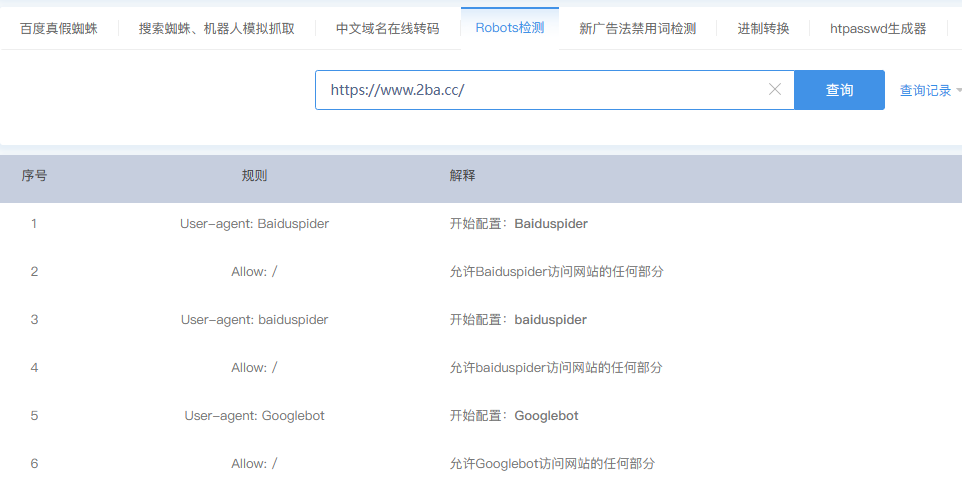 百度真假蜘蛛 搜索蜘蛛、机器人模拟抓取 中文域名在线转码 Robots检测 新广告法禁用词检测 进制转换 htpasswd生成器
https://www.2ba.cc/ 查询 查询记录
序号 规则 解释
1 User-agent: Baiduspider 开始配置：Baiduspider
2 Allow: / 允许Baiduspider访问网站的任何部分
3 User-agent: baiduspider 开始配置：baiduspider
4 Allow: / 允许baiduspider访问网站的任何部分
5 User-agent: Googlebot 开始配置：Googlebot
6 Allow: / 允许Googlebot访问网站的任何部分